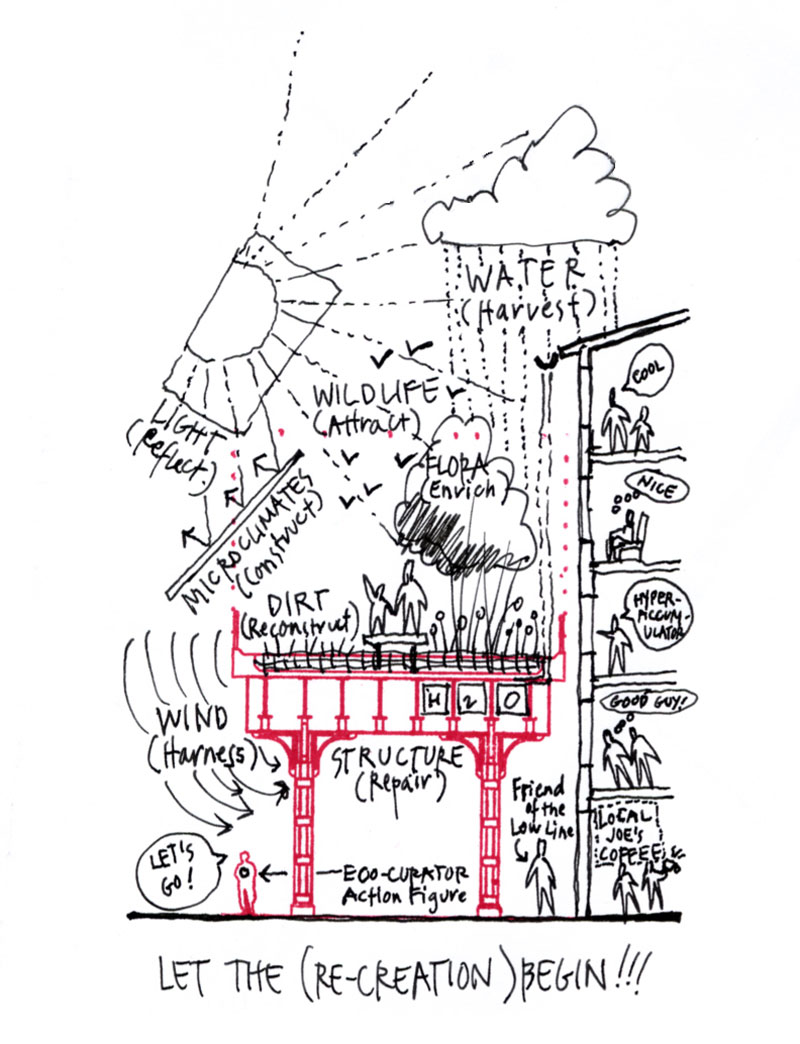 WATER
(Harvest)
COOL
WILDLIFE
(Attract)
LIGHT
(Reflect)
FLORA
Enrich
NICE
MICROCLIMATES
(Construct)
DIRT
(Reconstruct)
HYPER-
ACCUM-
ULATOR
H 2 O
GOOD GUY!
WIND
(Harness)
STRUCTURE
(Repair)
Friend
of the
Low Line
LOCAL
JOE'S
COFFEE
LET'S
GO!
ECO-CURATOR
Action Figure
LET THE (RE-CREATION) BEGIN!!!